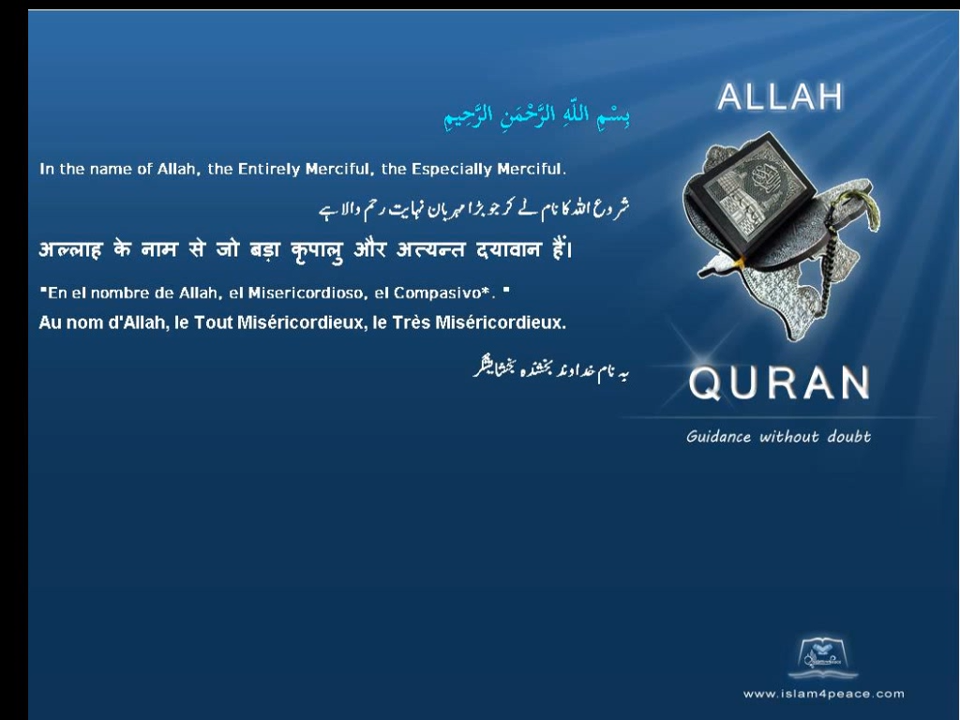 بِسْمِ اللَّهِ الرَّحْمَنِ الرَّحِيمِ
In the name of Allah, the Entirely Merciful, the Especially Merciful.
شروع اللہ کا نام لے کر جو بڑا مہربان نہایت رحم والا ہے
अल्लाह के नाम से जो बड़ा कृपालु और अत्यन्त दयावान हैं।
"En el nombre de Allah, el Misericordioso, el Compasivo*. "
Au nom d'Allah, le Tout Miséricordieux, le Très Miséricordieux.
به نام خداوند بخشنده بخشایشگر
ALLAH
QURAN
Guidance without doubt
www.islam4peace.com